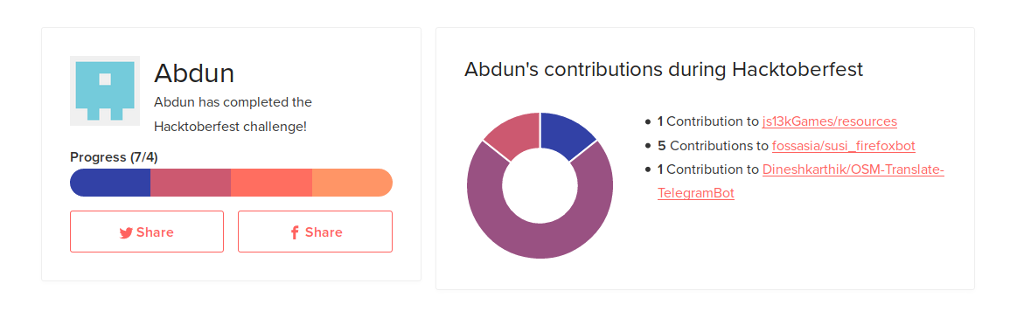 Abdun
Abdun has completed the
Hacktoberfest challenge!
Progress (7/4)
Share
Share
Abdun's contributions during Hacktoberfest
1 Contribution to js13kGames/resources
5 Contributions to fossasia/susi_firefoxbot
1 Contribution to Dineshkarthik/OSM-Translate-
TelegramBot